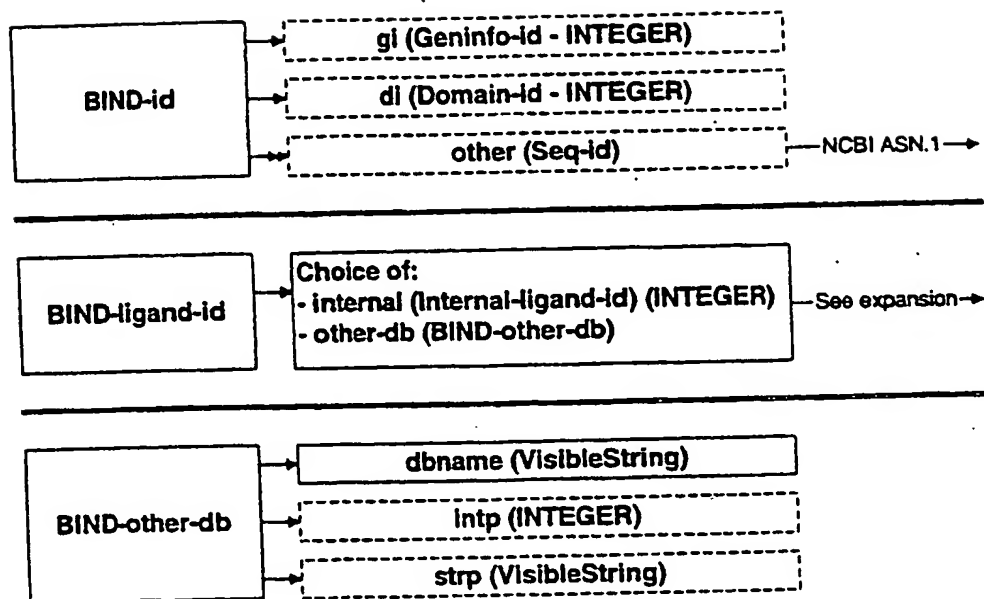 gi (Geninfo-id - INTEGER)
BIND-id
di (Domain-id - INTEGER)
other (Seq-id)
NCBI ASN.1
BIND-ligand-id
Choice of:
- internal (Internal-ligand-id) (INTEGER)
- other-db (BIND-other-db)
See expansion
dbname (VisibleString)
BIND-other-db
intp (INTEGER)
strp (VisibleString)